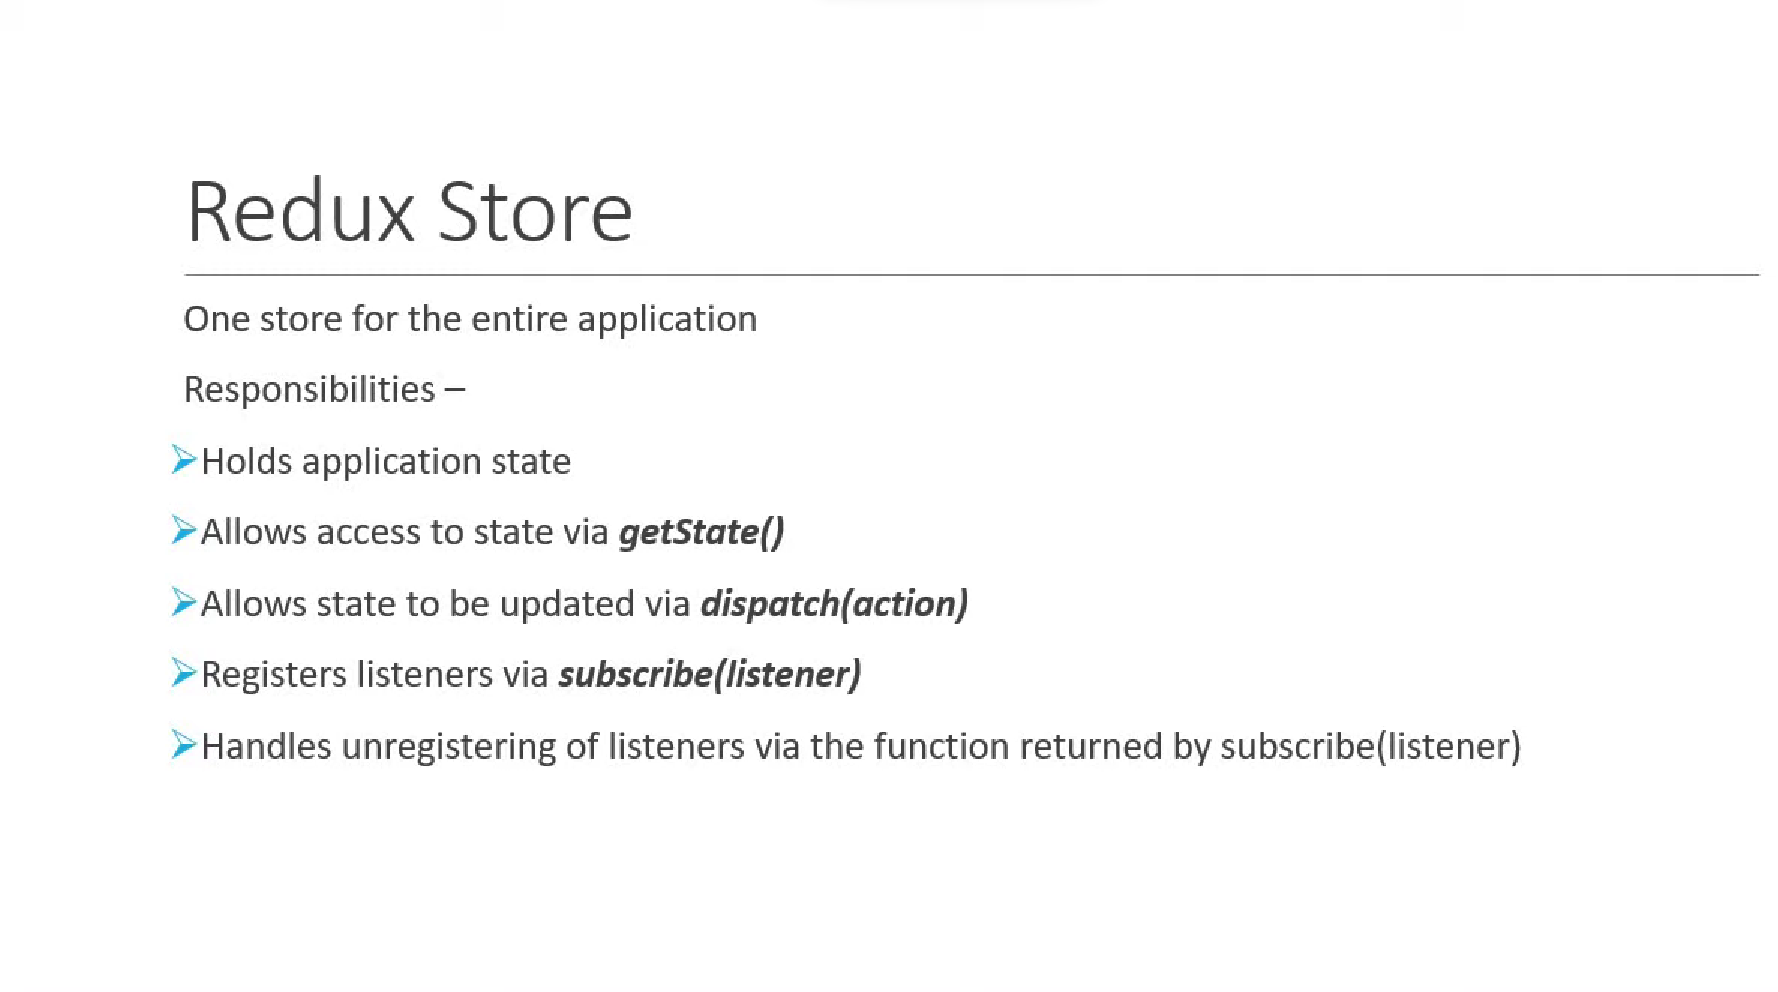 Redux Store
One store for the entire application
Responsibilities –
Holds application state
Allows access to state via getState()
Allows state to be updated via dispatch(action)
Registers listeners via subscribe(listener)
Handles unregistering of listeners via the function returned by subscribe(listener)